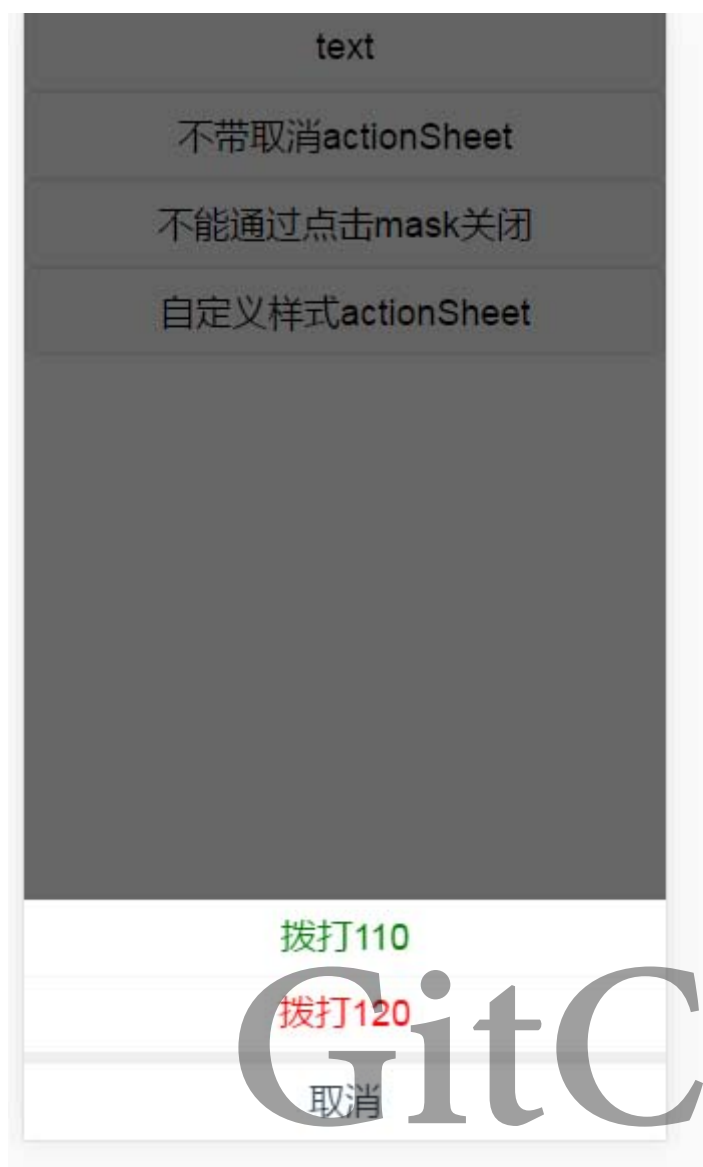 text
不带取消actionSheet
不能通过点击mask关闭
自定义样式actionSheet
拨打110
拨打120
取消
GitC